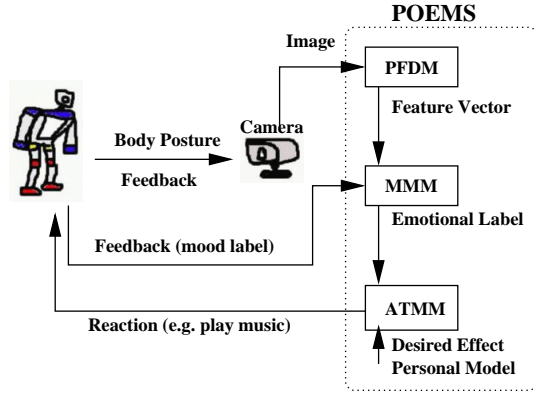 POEMS
Image
PFDM
Feature Vector
Camera
Body Posture
Feedback
MMM
Emotional Label
Feedback (mood label)
ATMM
Reaction (e.g. play music)
Desired Effect
Personal Model